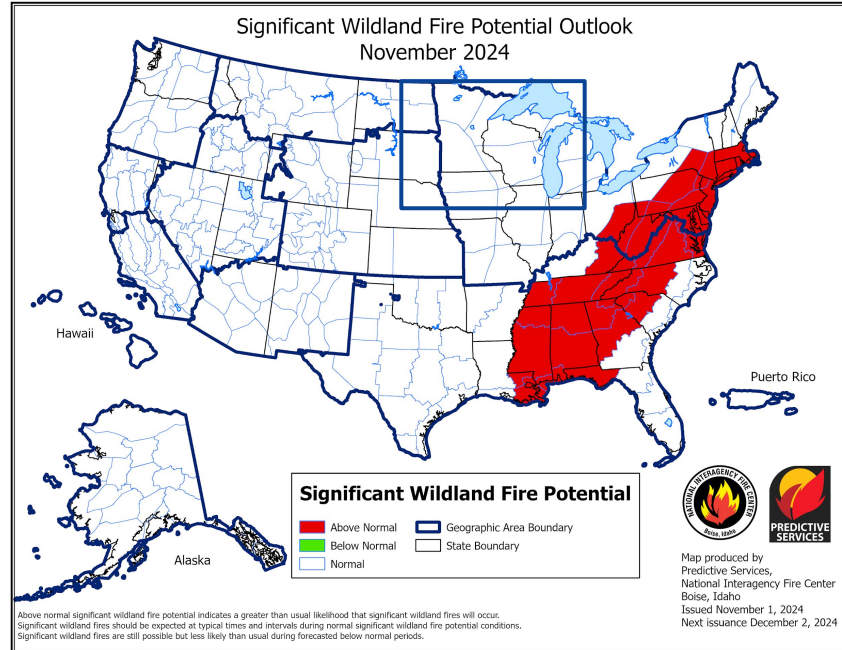 Significant Wildland Fire Potential Outlook
November 2024
Hawaii
Puerto Rico
Alaska
Significant Wildland Fire Potential
Above Normal
Below Normal
Normal
Geographic Area Boundary
State Boundary
NATIONAL INTERAGENCY FIRE CENTER
Boise, Idaho
PREDICTIVE
SERVICES
Map produced by
Predictive Services,
National Interagency Fire Center
Boise, Idaho
Issued November 1, 2024
Next issuance December 2, 2024
Above normal significant wildland fire potential indicates a greater than usual likelihood that significant wildland fires will occur.
Significant wildland fires should be expected at typical times and intervals during normal significant wildland fire potential conditions.
Significant wildland fires are still possible but less likely than usual during forecasted below normal periods.